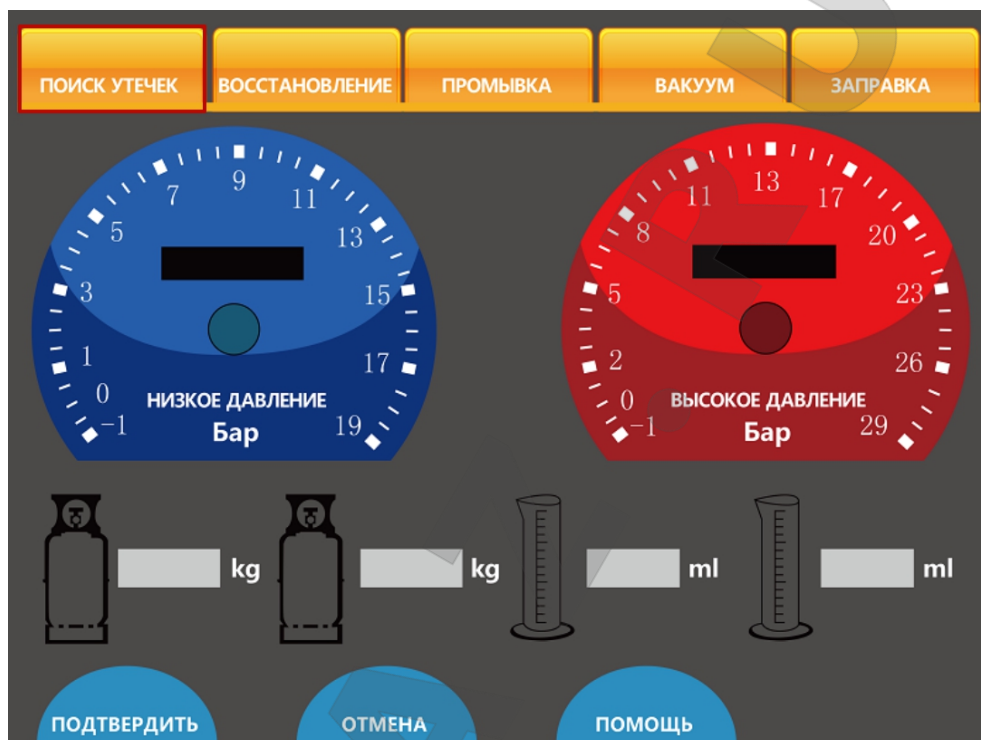 ПОИСК УТЕЧЕК
ВОССТАНОВЛЕНИЕ
ПРОМЫВКА
ВАКУУМ
ЗАПРАВКА
-1
0
1
3
5
7
9
11
13
15
17
19
НИЗКОЕ ДАВЛЕНИЕ
Бар
-1
0
2
5
8
11
13
17
20
23
26
29
ВЫСОКОЕ ДАВЛЕНИЕ
Бар
kg
kg
ml
ml
ПОДТВЕРДИТЬ
ОТМЕНА
ПОМОЩЬ